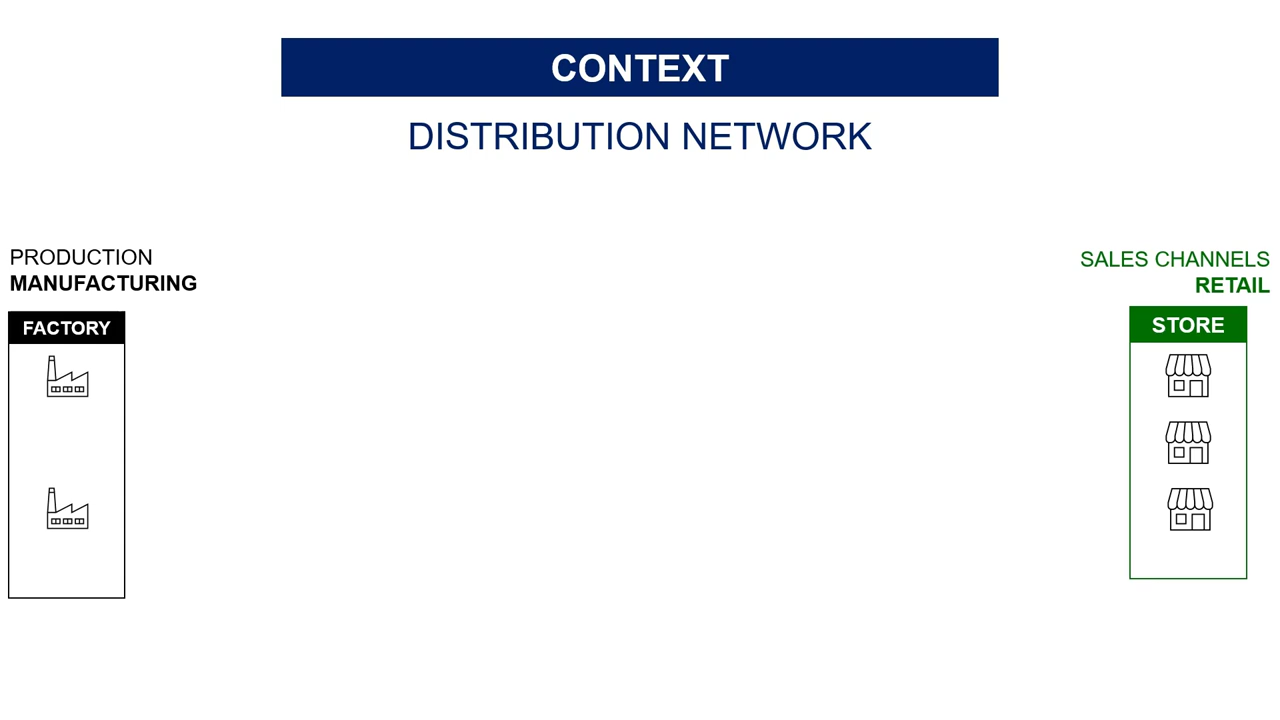 CONTEXT
DISTRIBUTION NETWORK
PRODUCTION
MANUFACTURING
FACTORY
SALES CHANNELS
RETAIL
STORE